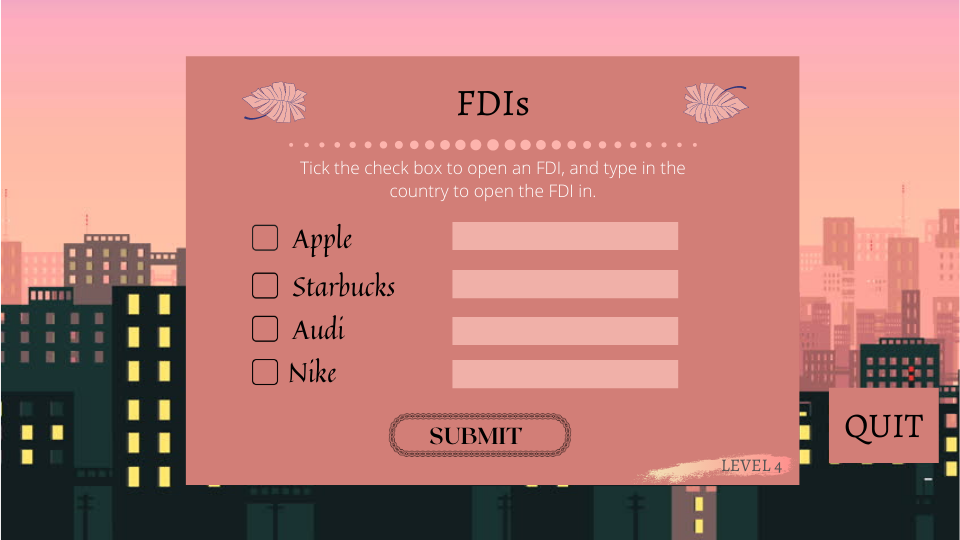 FDIs
Tick the check box to open an FDI, and type in the
country to open the FDI in.
Apple
Starbucks
Audi
Nike
SUBMIT
QUIT
LEVEL 4